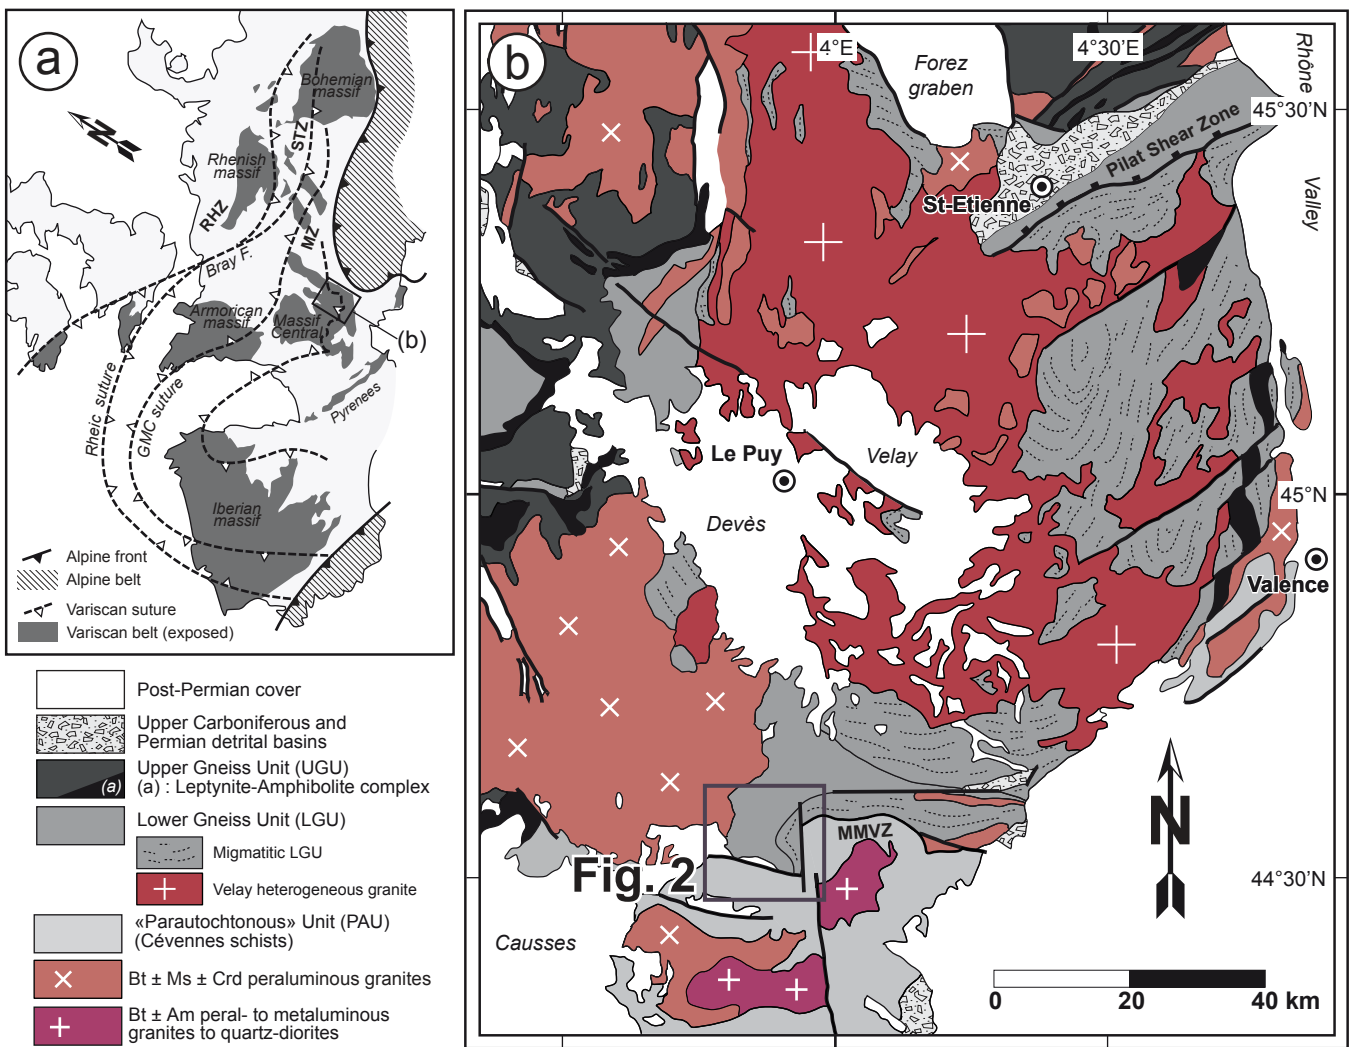 a
N
Bohemian
massif
STZ
Rhenish
massif
RHZ
MZ
Bray F.
Armorican
massif
Massif
Central
(b)
Rheic suture
GMC suture
Pyrenees
Iberian
massif
Alpine front
Alpine belt
Variscan suture
Variscan belt (exposed)
Post-Permian cover
Upper Carboniferous and
Permian detrital basins
(a)
Upper Gneiss Unit (UGU)
(a) : Leptynite-Amphibolite complex
Lower Gneiss Unit (LGU)
Migmatitic LGU
Velay heterogeneous granite
«Parautochtonous» Unit (PAU)
(Cévennes schists)
Bt ± Ms ± Crd peraluminous granites
Bt ± Am peral- to metaluminous
granites to quartz-diorites
b
4°E
4°30'E
Forez
graben
Rhône
Valley
45°30'N
Pilat Shear Zone
St-Etienne
Le Puy
Velay
Devès
45°N
Valence
MMVZ
Fig. 2
N
44°30'N
Causses
0
20
40 km